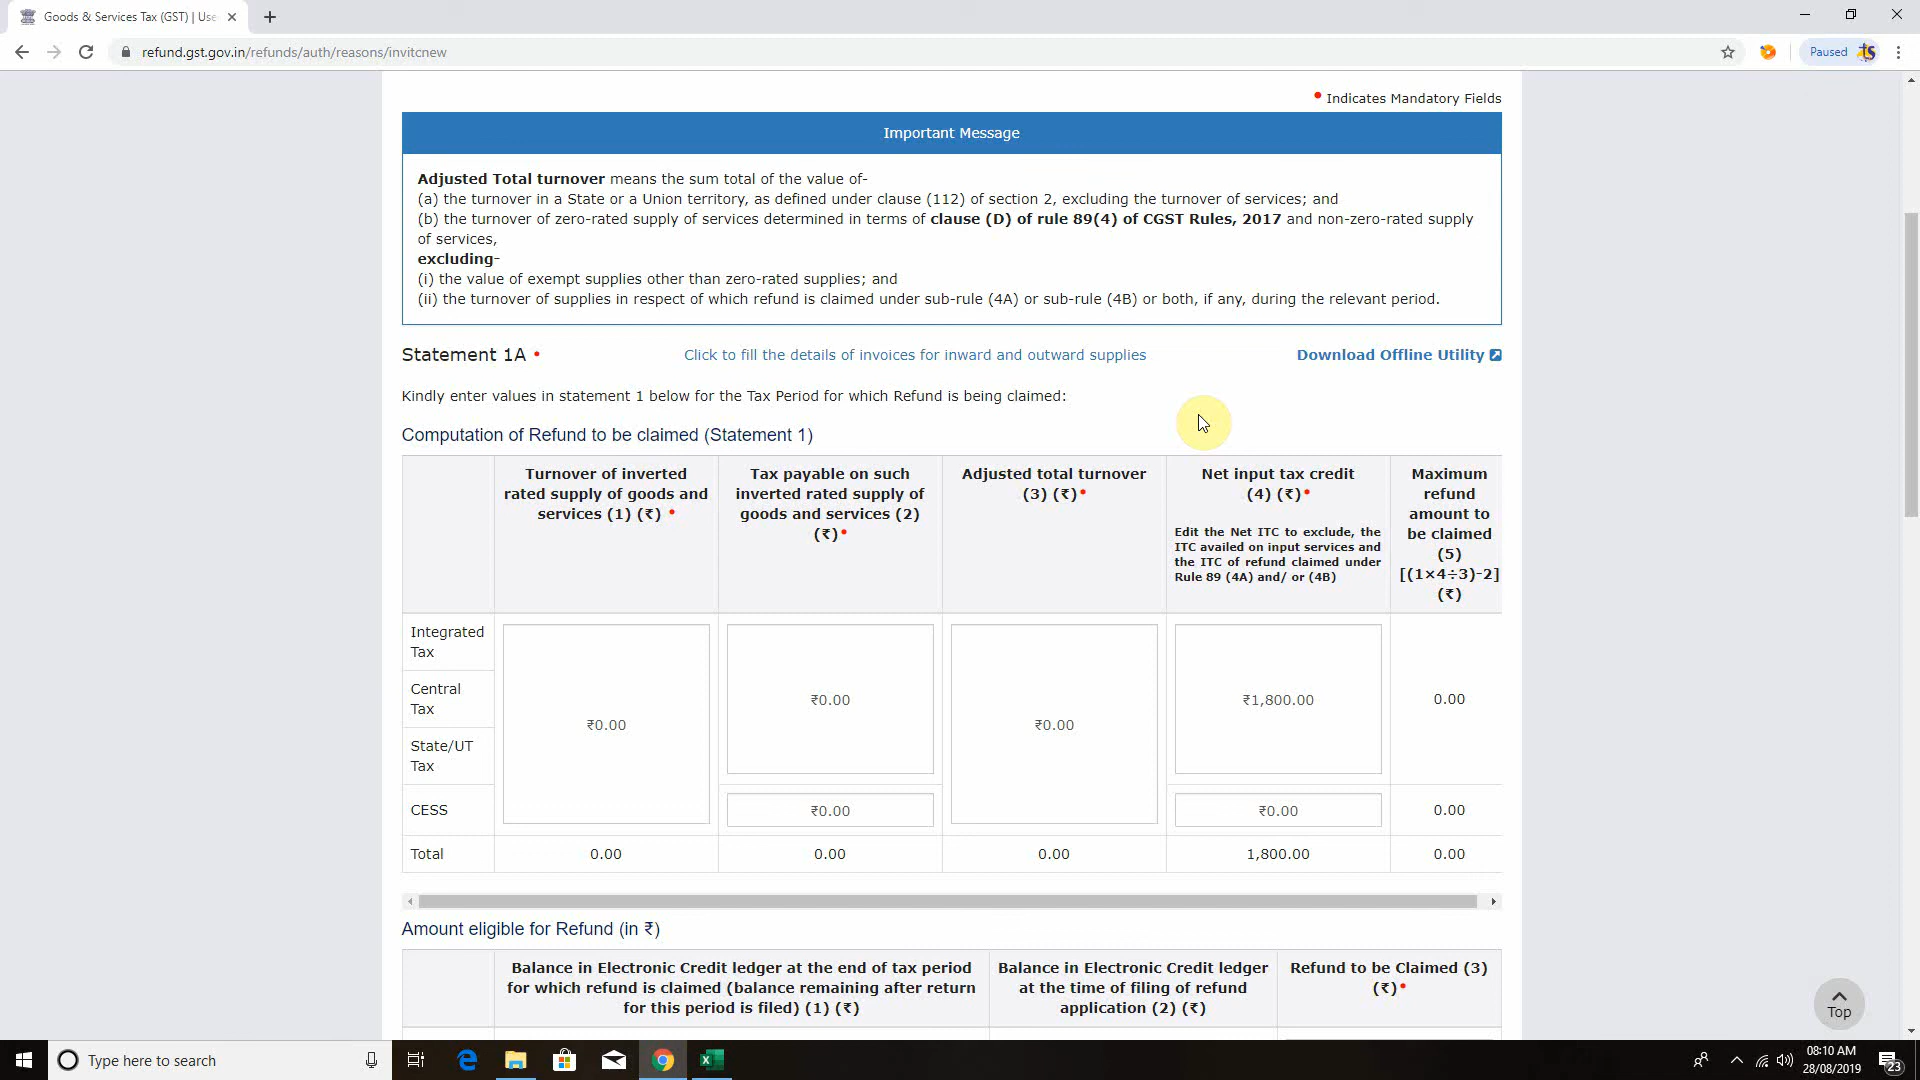 Goods & Services Tax (GST) | Use
refund.gst.gov.in/refunds/auth/reasons/invitcnew
Paused
• Indicates Mandatory Fields
Important Message
Adjusted Total turnover means the sum total of the value of-
(a) the turnover in a State or a Union territory, as defined under clause (112) of section 2, excluding the turnover of services; and
(b) the turnover of zero-rated supply of services determined in terms of clause (D) of rule 89(4) of CGST Rules, 2017 and non-zero-rated supply
of services,
excluding-
(i) the value of exempt supplies other than zero-rated supplies; and
(ii) the turnover of supplies in respect of which refund is claimed under sub-rule (4A) or sub-rule (4B) or both, if any, during the relevant period.
Statement 1A • Click to fill the details of invoices for inward and outward supplies Download Offline Utility
Kindly enter values in statement 1 below for the Tax Period for which Refund is being claimed:
Computation of Refund to be claimed (Statement 1)
Turnover of inverted
rated supply of goods and
services (1) (₹) •
Tax payable on such
inverted rated supply of
goods and services (2)
(₹)•
Adjusted total turnover
(3) (₹)•
Net input tax credit
(4) (₹)•
Edit the Net ITC to exclude, the
ITC availed on input services and
the ITC of refund claimed under
Rule 89 (4A) and/ or (4B)
Maximum
refund
amount to
be claimed
(5)
[(1×4÷3)-2]
(₹)
Integrated
Tax
Central
Tax
State/UT
Tax
₹0.00
₹0.00
₹0.00
₹1,800.00
0.00
CESS
₹0.00
₹0.00
0.00
Total 0.00 0.00 0.00 1,800.00 0.00
Amount eligible for Refund (in ₹)
Balance in Electronic Credit ledger at the end of tax period
for which refund is claimed (balance remaining after return
for this period is filed) (1) (₹)
Balance in Electronic Credit ledger
at the time of filing of refund
application (2) (₹)
Refund to be Claimed (3)
(₹)•
Top
Type here to search
08:10 AM
28/08/2019
23